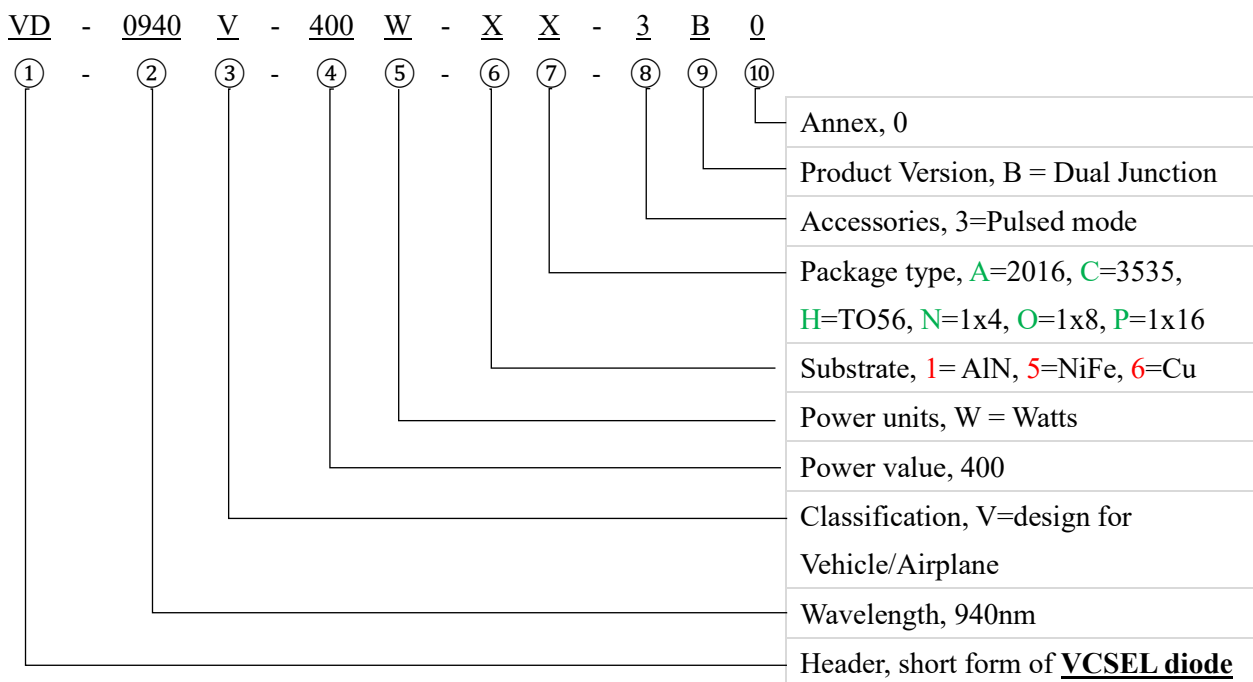 VD - 0940 V - 400 W - X X - 3 B 0
① - ② ③ - ④ ⑤ - ⑥ ⑦ - ⑧ ⑨ ⑩
Annex, 0
Product Version, B = Dual Junction
Accessories, 3=Pulsed mode
Package type, A=2016, C=3535,
H=TO56, N=1x4, O=1x8, P=1x16
Substrate, 1= AlN, 5=NiFe, 6=Cu
Power units, W = Watts
Power value, 400
Classification, V=design for
Vehicle/Airplane
Wavelength, 940nm
Header, short form of VCSEL diode